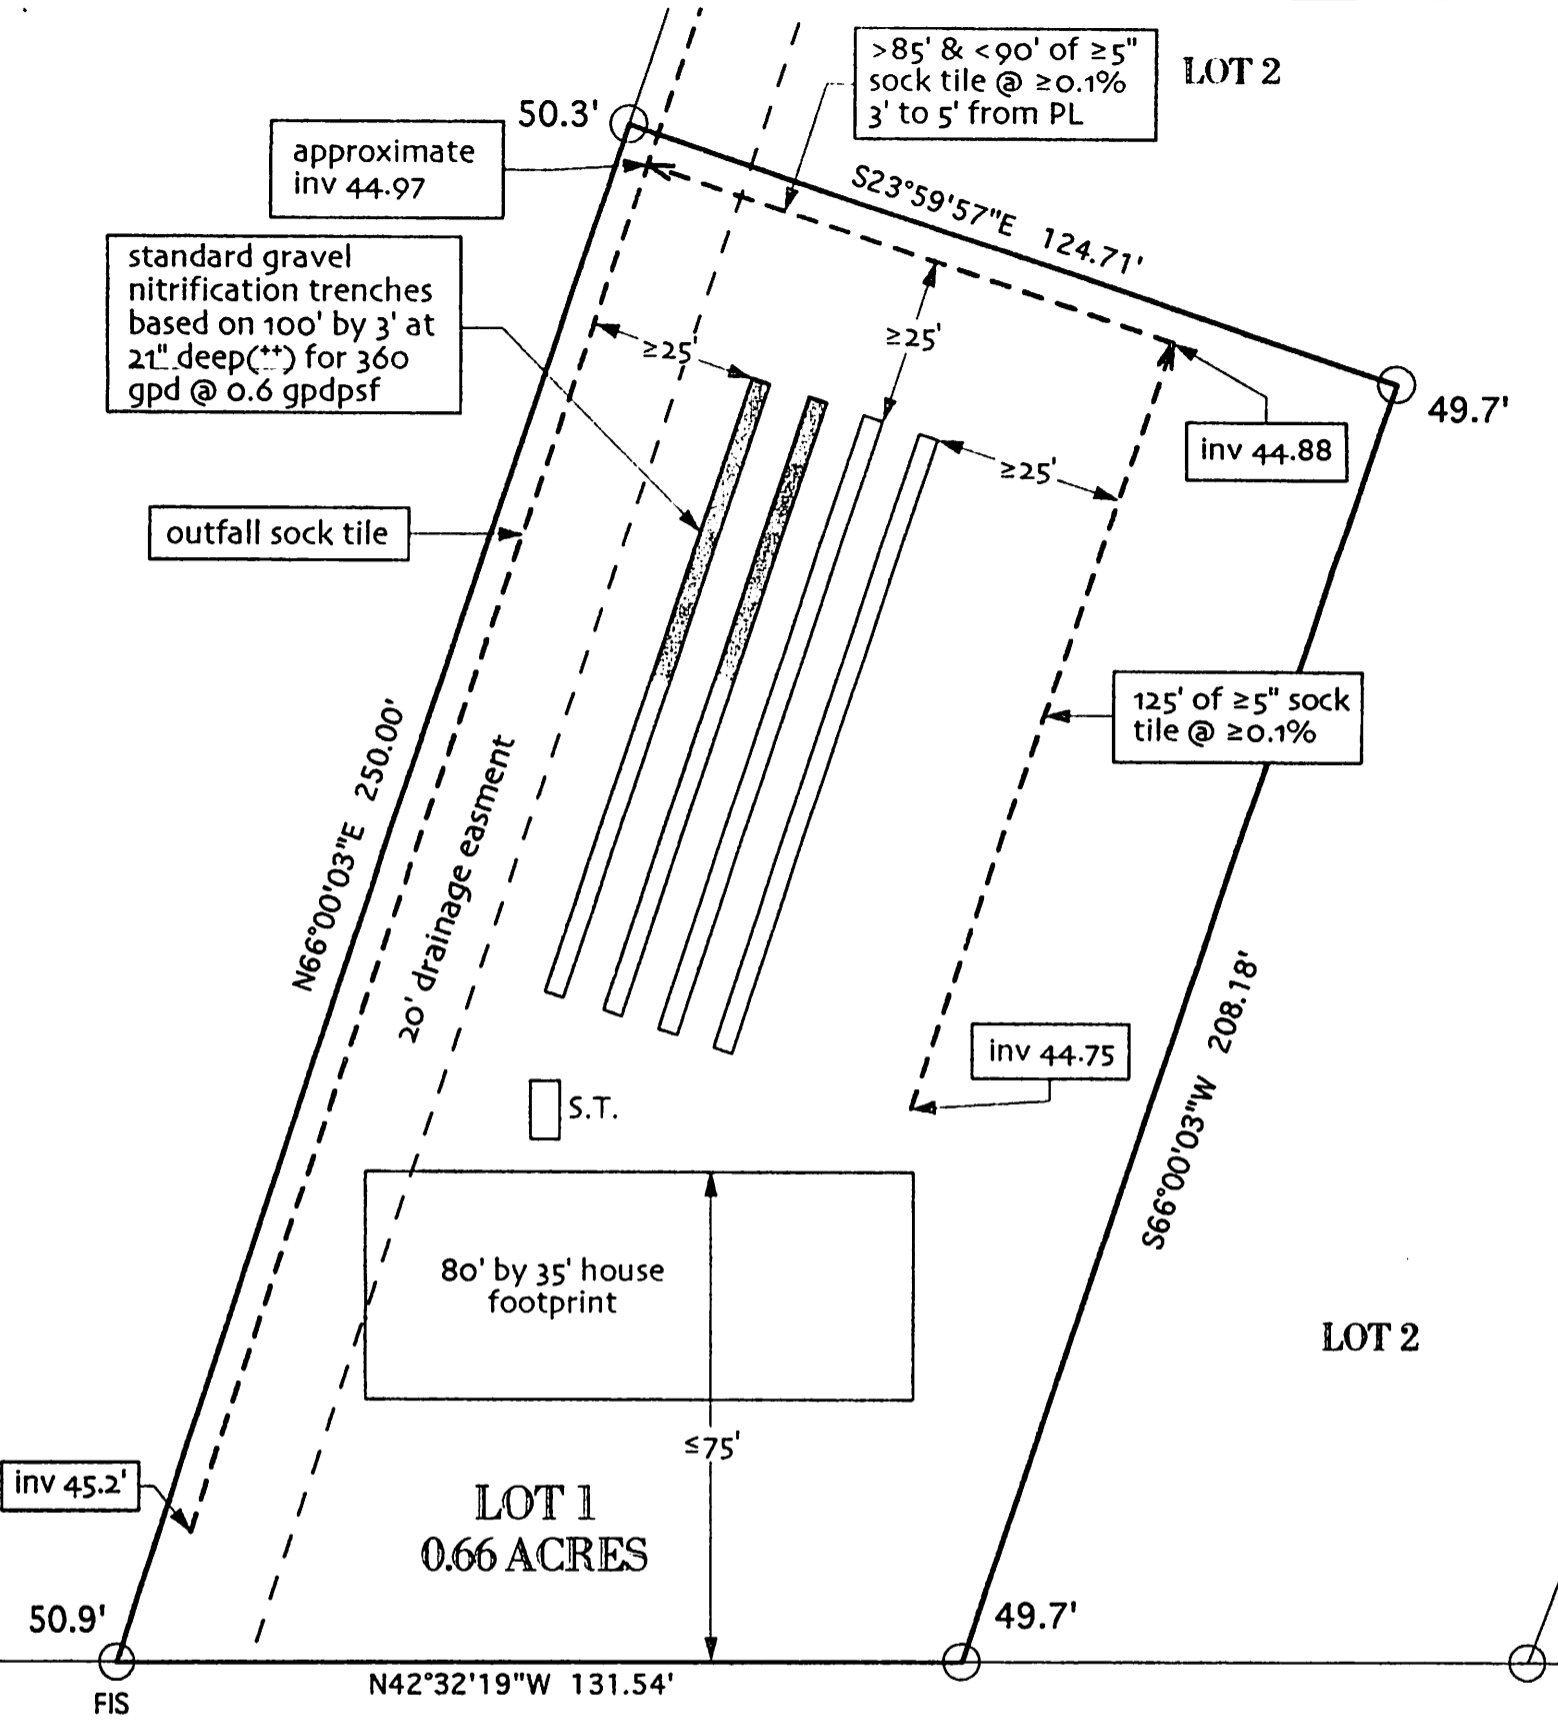 >85' & <90' of ≥5"
sock tile @ ≥0.1%
3' to 5' from PL
LOT 2
50.3'
approximate
inv 44.97
S23°59'57"E 124.71'
standard gravel
nitrification trenches
based on 100' by 3' at
21" deep(**) for 360
gpd @ 0.6 gpdpsf
≥25'
≥25'
49.7'
inv 44.88
≥25'
outfall sock tile
125' of ≥5" sock
tile @ ≥0.1%
N66°00'03"E 250.00'
20' drainage easment
inv 44.75
S66°00'03"W 208.18'
S.T.
80' by 35' house
footprint
LOT 2
≤75'
inv 45.2'
LOT 1
0.66 ACRES
50.9'
49.7'
N42°32'19"W 131.54'
FIS